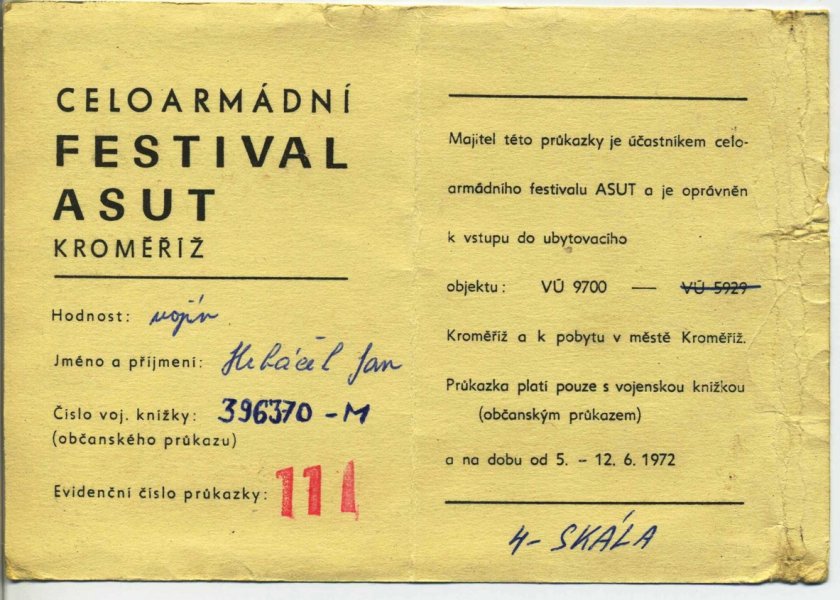 CELOARMÁDNÍ
FESTIVAL
ASUT
KROMĚŘÍŽ
Hodnost: vojín
Jméno a příjmení: Hrbáček Jan
Číslo voj. knížky: 396370-M
(občanského průkazu)
Evidenční číslo průkazky: 111
Majitel této průkazky je účastníkem celo-
armádního festivalu ASUT a je oprávněn
k vstupu do ubytovacího
objektu: VÚ 9700 — VÚ 5929
Kroměříž a k pobytu v městě Kroměříž.
Průkazka platí pouze s vojenskou knížkou
(občanským průkazem)
a na dobu od 5. - 12. 6. 1972
4- SKÁLA